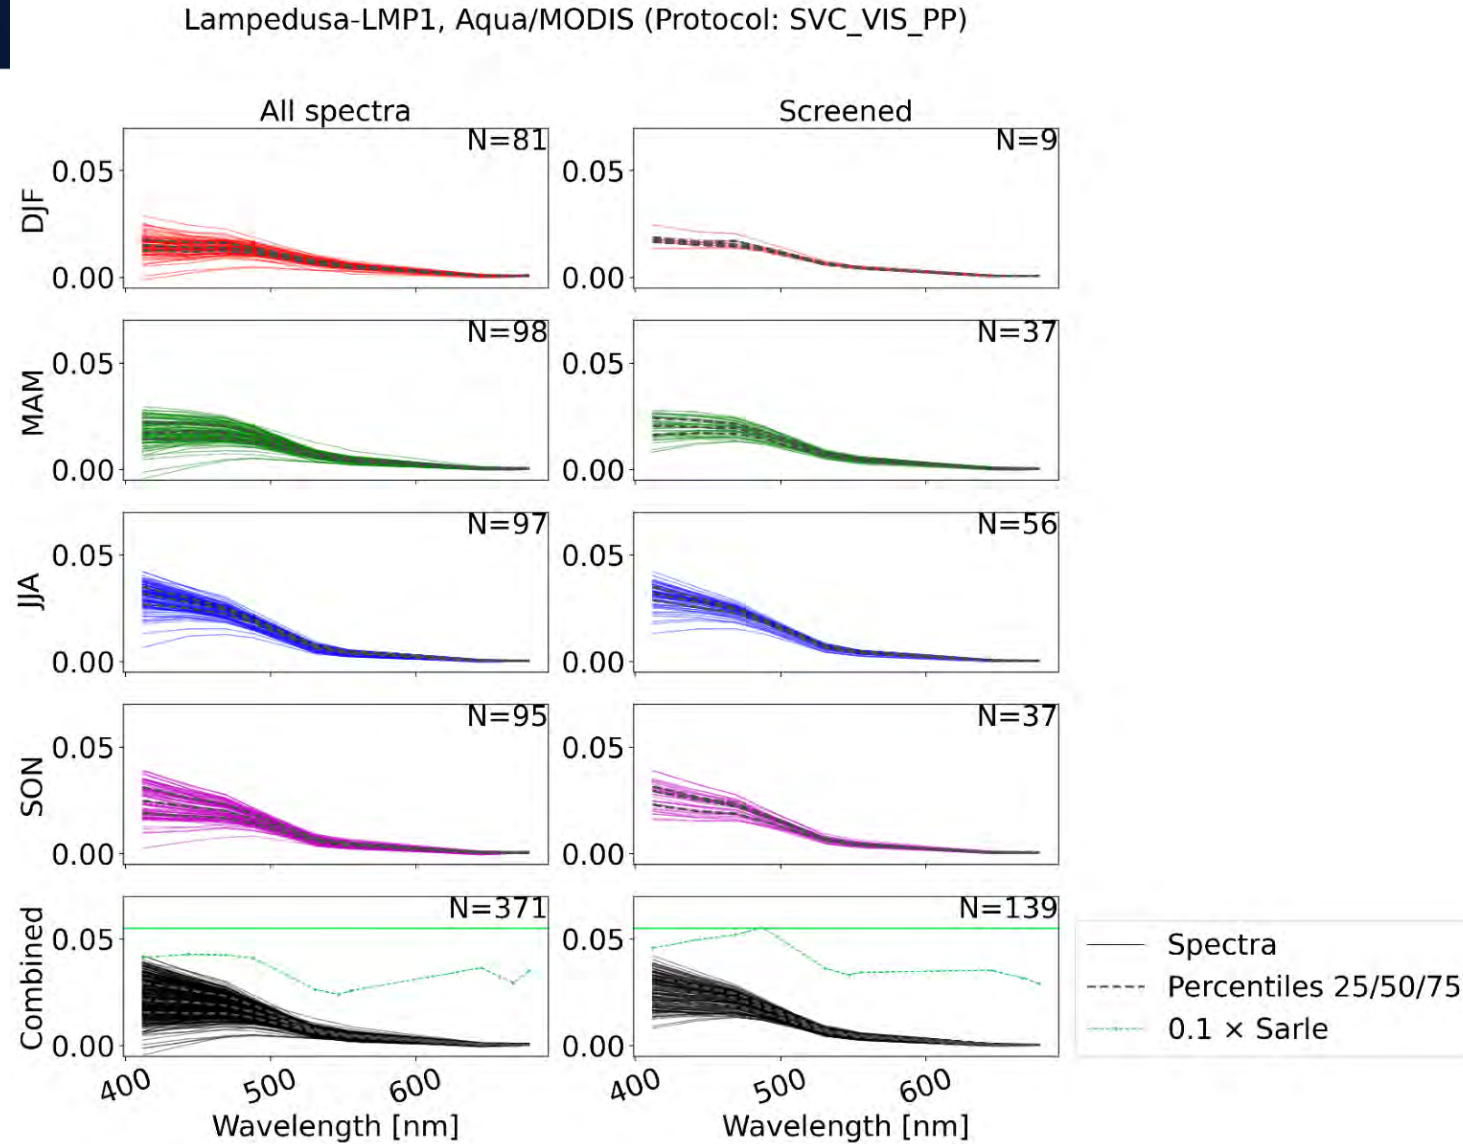 Lampedusa-LMP1, Aqua/MODIS (Protocol: SVC_VIS_PP)
All spectra
Screened
DJF
0.05
0.00
N=81
0.05
0.00
N=9
MAM
0.05
0.00
N=98
0.05
0.00
N=37
JJA
0.05
0.00
N=97
0.05
0.00
N=56
SON
0.05
0.00
N=95
0.05
0.00
N=37
Combined
0.05
0.00
N=371
0.05
0.00
N=139
400 500 600
400 500 600
Wavelength [nm]
Wavelength [nm]
Spectra
Percentiles 25/50/75
0.1 × Sarle